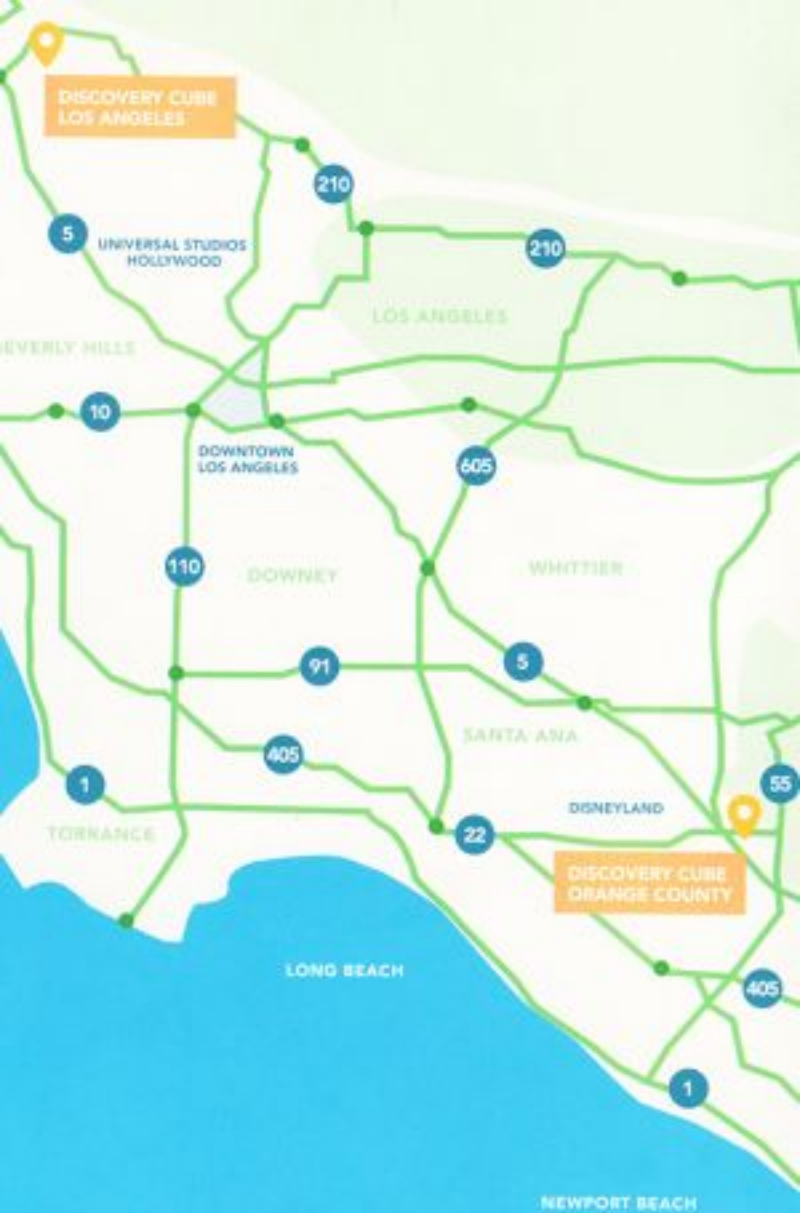 DISCOVERY CUBE
LOS ANGELES
210
5
UNIVERSAL STUDIOS
HOLLYWOOD
210
LOS ANGELES
EVERLY HILLS
10
DOWNTOWN
LOS ANGELES
605
110
DOWNEY
WHITTIER
91
5
SANTA ANA
405
1
55
DISNEYLAND
TORRANCE
22
DISCOVERY CUBE
ORANGE COUNTY
LONG BEACH
405
1
NEWPORT BEACH